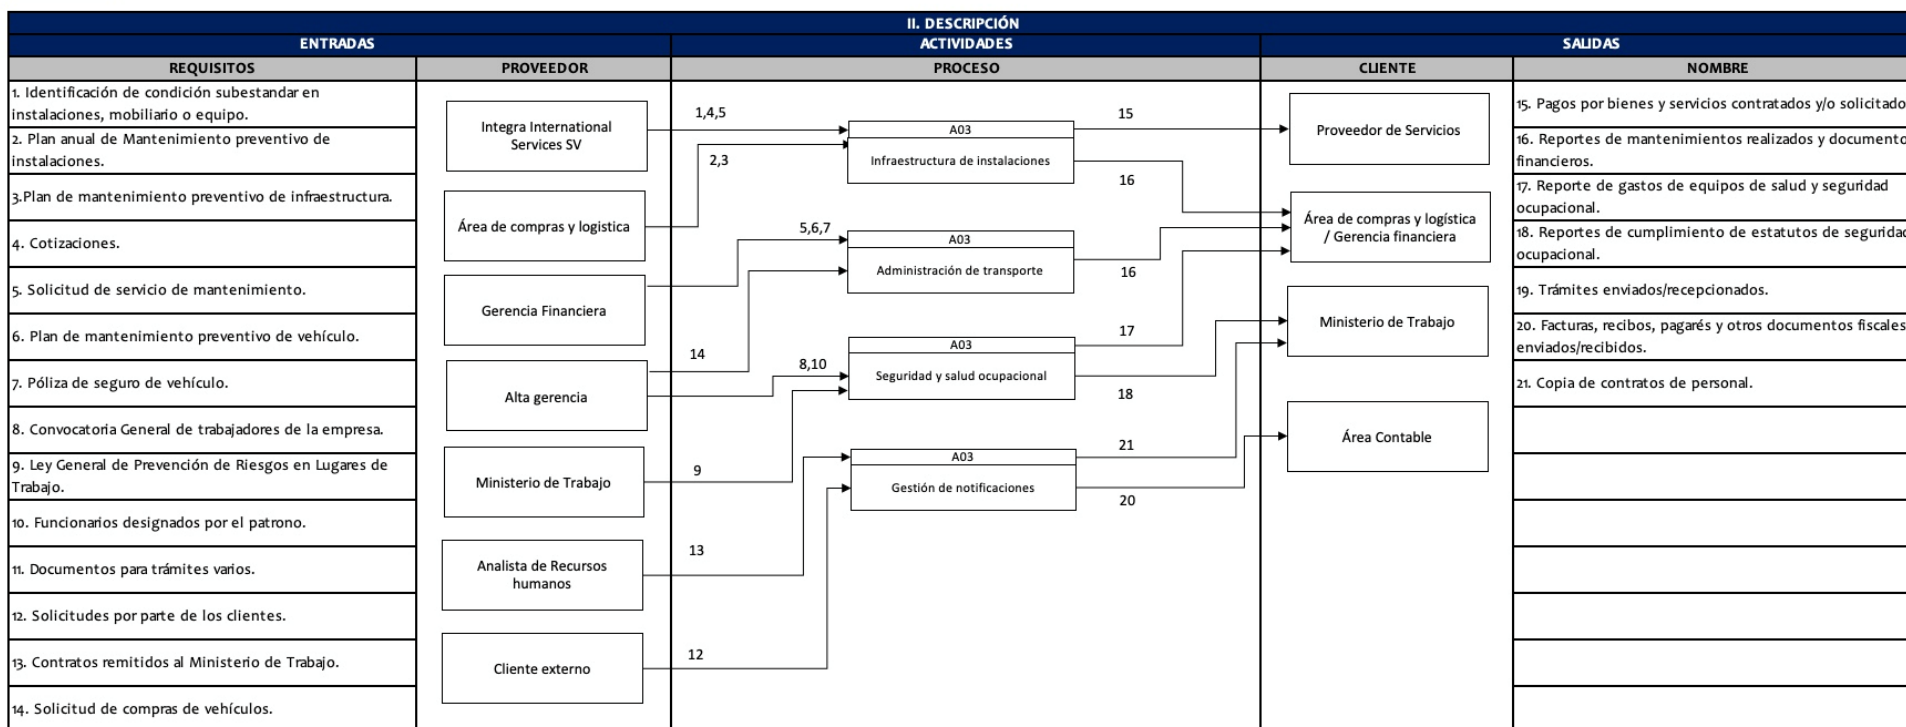 II. DESCRIPCIÓN
ENTRADAS
ACTIVIDADES
SALIDAS
REQUISITOS
PROVEEDOR
PROCESO
CLIENTE
NOMBRE
1. Identificación de condición subestandar en
instalaciones, mobiliario o equipo.
2. Plan anual de Mantenimiento preventivo de
instalaciones.
3.Plan de mantenimiento preventivo de infraestructura.
4. Cotizaciones.
5. Solicitud de servicio de mantenimiento.
6. Plan de mantenimiento preventivo de vehículo.
7. Póliza de seguro de vehículo.
8. Convocatoria General de trabajadores de la empresa.
9. Ley General de Prevención de Riesgos en Lugares de
Trabajo.
10. Funcionarios designados por el patrono.
11. Documentos para trámites varios.
12. Solicitudes por parte de los clientes.
13. Contratos remitidos al Ministerio de Trabajo.
14. Solicitud de compras de vehículos.
Integra International
Services SV
Área de compras y logistica
Gerencia Financiera
Alta gerencia
Ministerio de Trabajo
Analista de Recursos
humanos
Cliente externo
1,4,5
2,3
5,6,7
14
8,10
9
13
12
A03
Infraestructura de instalaciones
A03
Administración de transporte
A03
Seguridad y salud ocupacional
A03
Gestión de notificaciones
15
16
16
17
18
21
20
Proveedor de Servicios
Área de compras y logística
/ Gerencia financiera
Ministerio de Trabajo
Área Contable
15. Pagos por bienes y servicios contratados y/o solicitado
16. Reportes de mantenimientos realizados y documento
financieros.
17. Reporte de gastos de equipos de salud y seguridad
ocupacional.
18. Reportes de cumplimiento de estatutos de seguridad
ocupacional.
19. Trámites enviados/recepcionados.
20. Facturas, recibos, pagarés y otros documentos fiscales
enviados/recibidos.
21. Copia de contratos de personal.